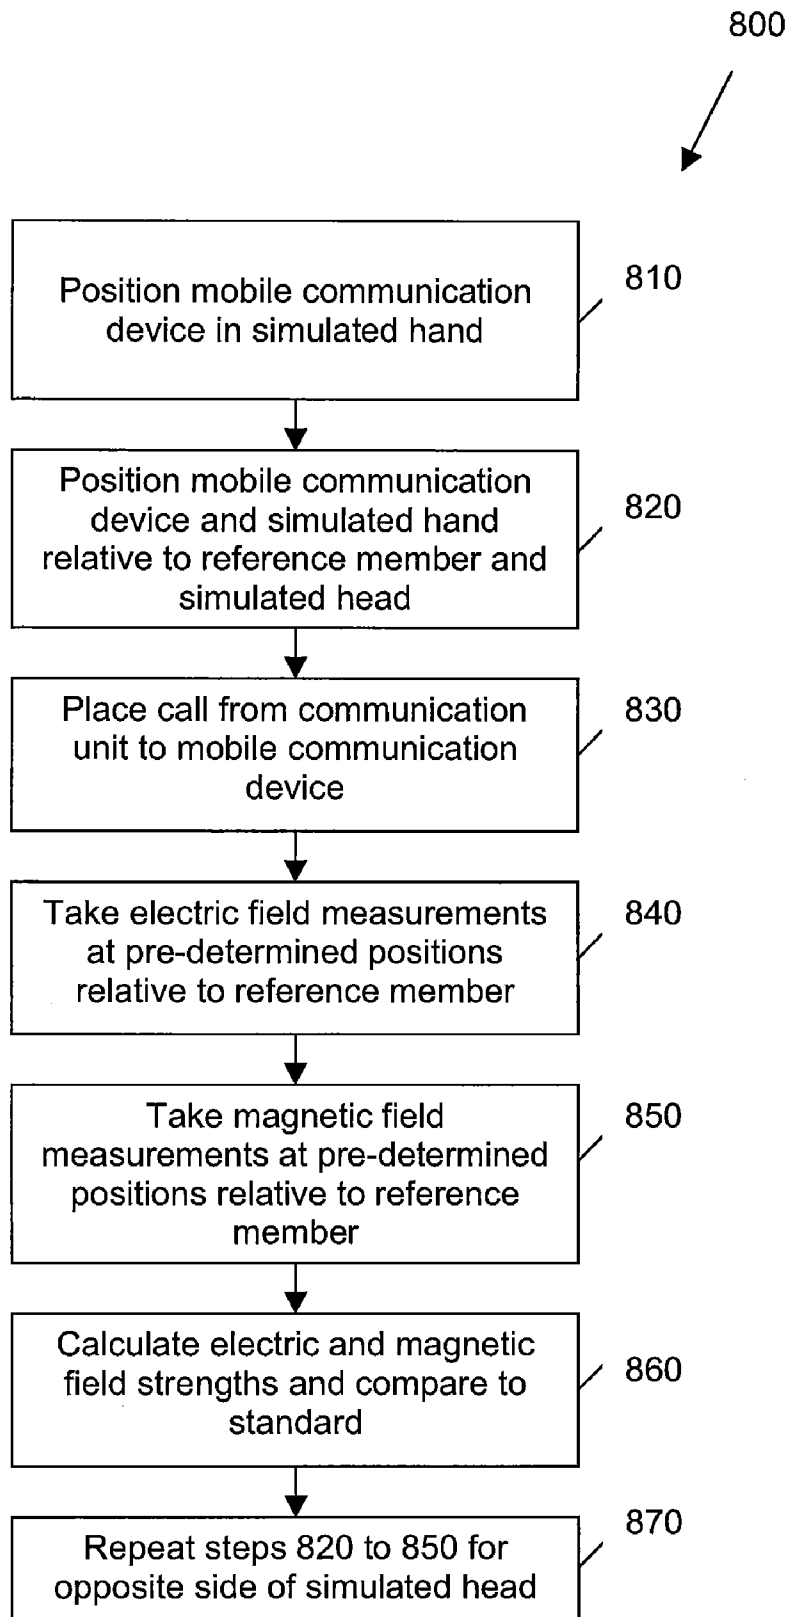 800
Position mobile communication
device in simulated hand
810
Position mobile communication
device and simulated hand
relative to reference member and
simulated head
820
Place call from communication
unit to mobile communication
device
830
Take electric field measurements
at pre-determined positions
relative to reference member
840
Take magnetic field
measurements at pre-determined
positions relative to reference
member
850
Calculate electric and magnetic
field strengths and compare to
standard
860
Repeat steps 820 to 850 for
opposite side of simulated head
870